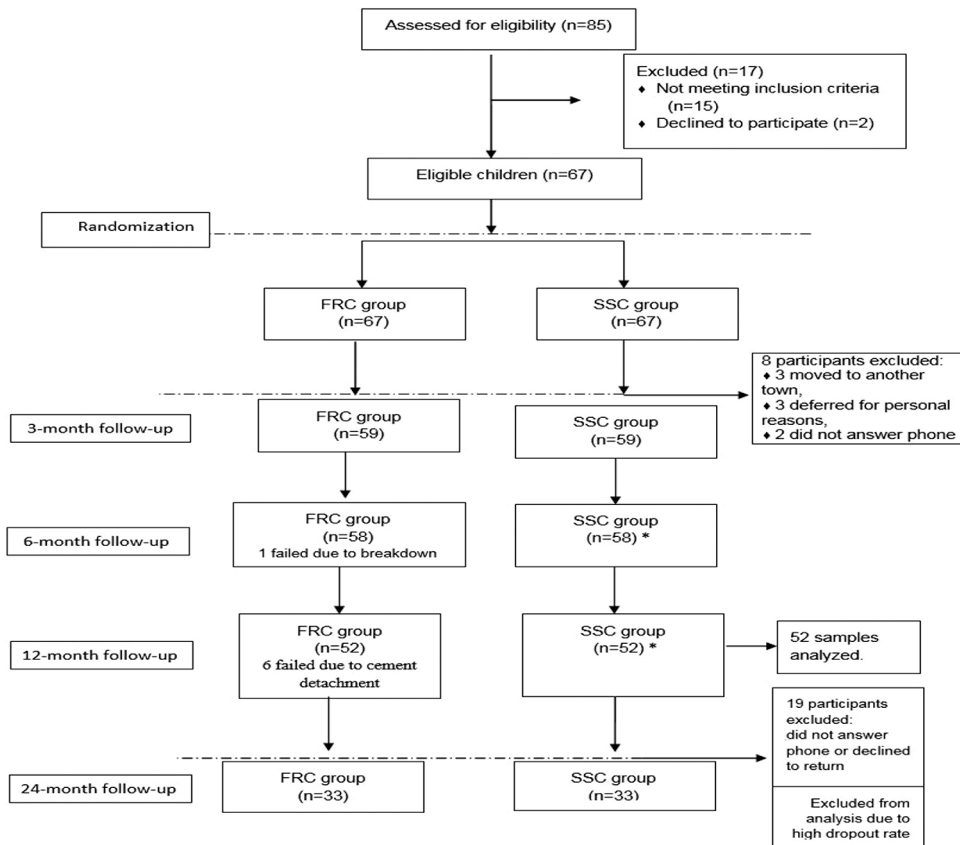 Assessed for eligibility (n=85)
Excluded (n=17)
♦ Not meeting inclusion criteria
(n=15)
♦ Declined to participate (n=2)
Eligible children (n=67)
Randomization
FRC group
(n=67)
SSC group
(n=67)
8 participants excluded:
♦ 3 moved to another
town,
♦ 3 deferred for personal
reasons,
♦ 2 did not answer phone
3-month follow-up
FRC group
(n=59)
SSC group
(n=59)
6-month follow-up
FRC group
(n=58)
1 failed due to breakdown
SSC group
(n=58) *
12-month follow-up
FRC group
(n=52)
6 failed due to cement
detachment
SSC group
(n=52) *
52 samples
analyzed.
19 participants
excluded:
did not answer
phone or declined
to return
24-month follow-up
FRC group
(n=33)
SSC group
(n=33)
Excluded from
analysis due to
high dropout rate